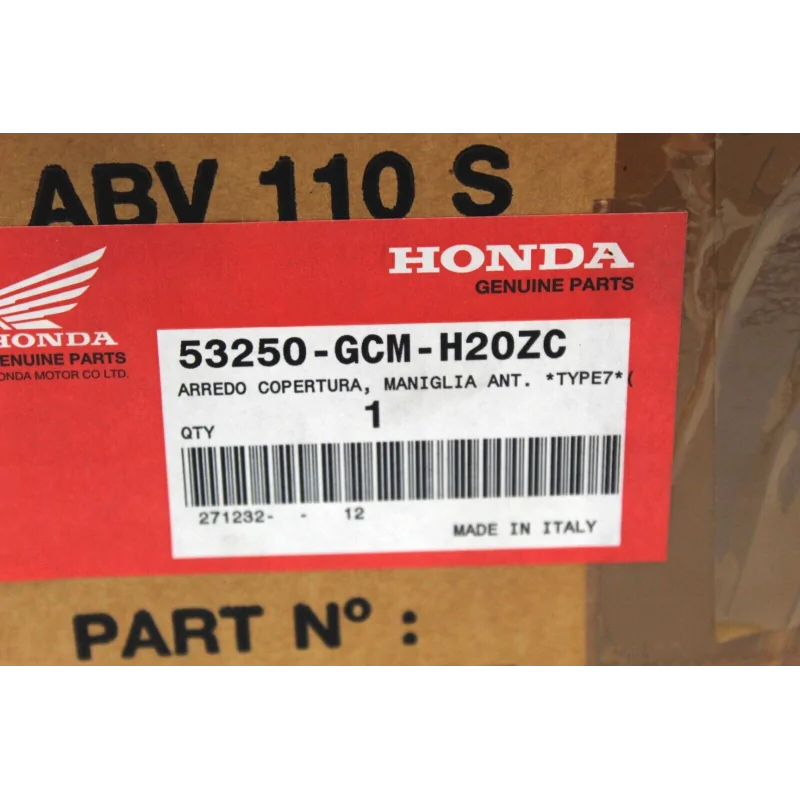 ABV 110 S
HONDA
GENUINE PARTS
HONDA
GENUINE PARTS
HONDA MOTOR CO LTD.
53250-GCM-H20ZC
ARREDO COPERTURA, MANIGLIA ANT. *TYPE7*(
QTY
1
271232- - 12
MADE IN ITALY
PART Nº :